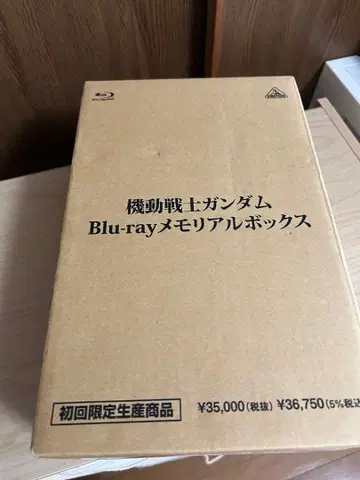 機動戦士ガンダム
Blu-rayメモリアルボックス
初回限定生産商品
¥35,000(税抜) ¥36,750(5%税込